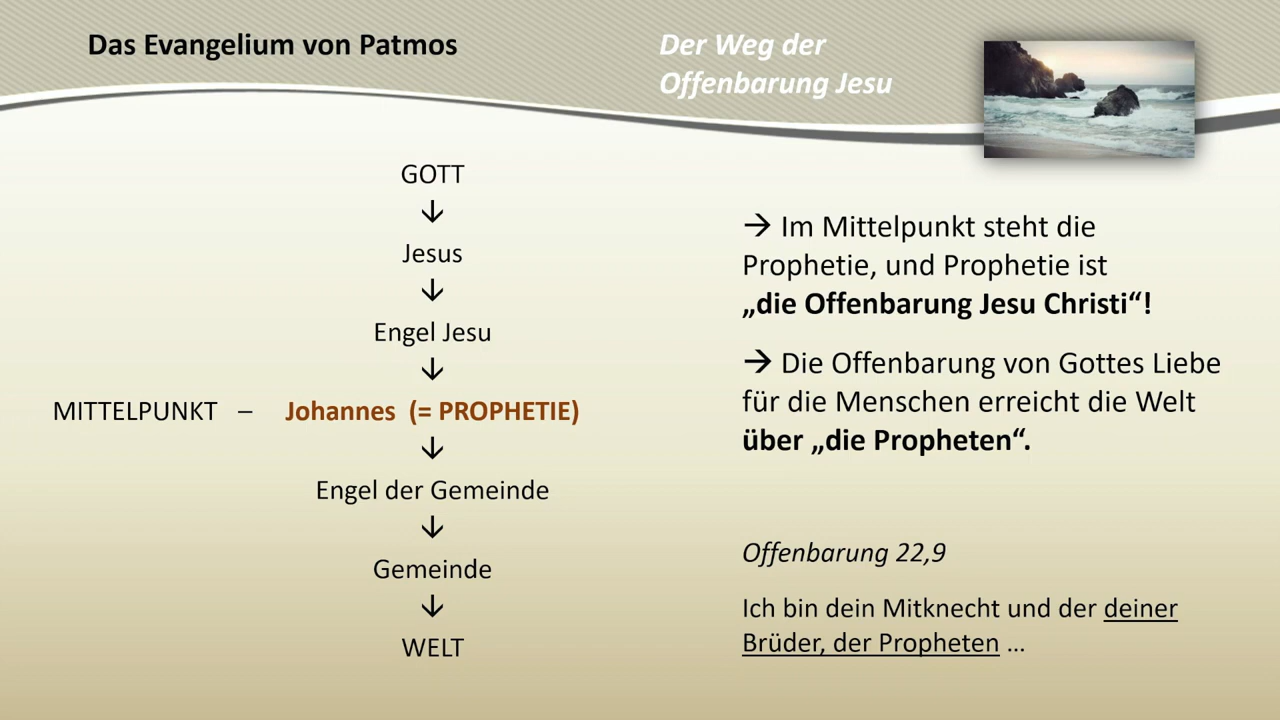 Das Evangelium von Patmos
Der Weg der
Offenbarung Jesu
GOTT
↓
Jesus
↓
Engel Jesu
↓
MITTELPUNKT – Johannes (= PROPHETIE)
↓
Engel der Gemeinde
↓
Gemeinde
↓
WELT
→ Im Mittelpunkt steht die
Prophetie, und Prophetie ist
„die Offenbarung Jesu Christi“!
→ Die Offenbarung von Gottes Liebe
für die Menschen erreicht die Welt
über „die Propheten“.
Offenbarung 22,9
Ich bin dein Mitknecht und der deiner
Brüder, der Propheten ...